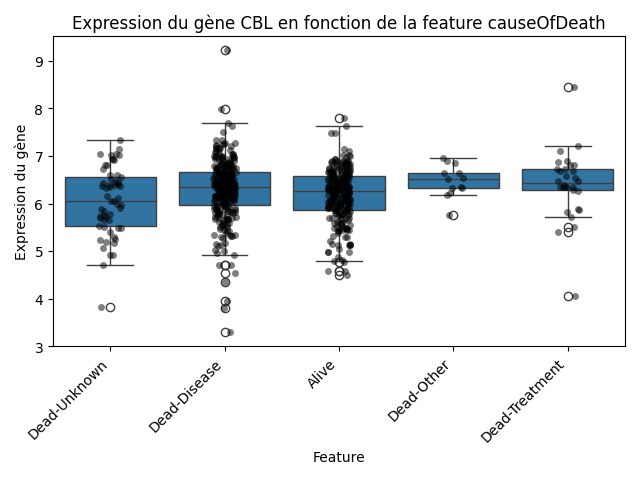 Expression du gène CBL en fonction de la feature causeOfDeath
Expression du gène
9
8
7
6
5
4
3
Dead-Unknown
Dead-Disease
Alive
Dead-Other
Dead-Treatment
Feature